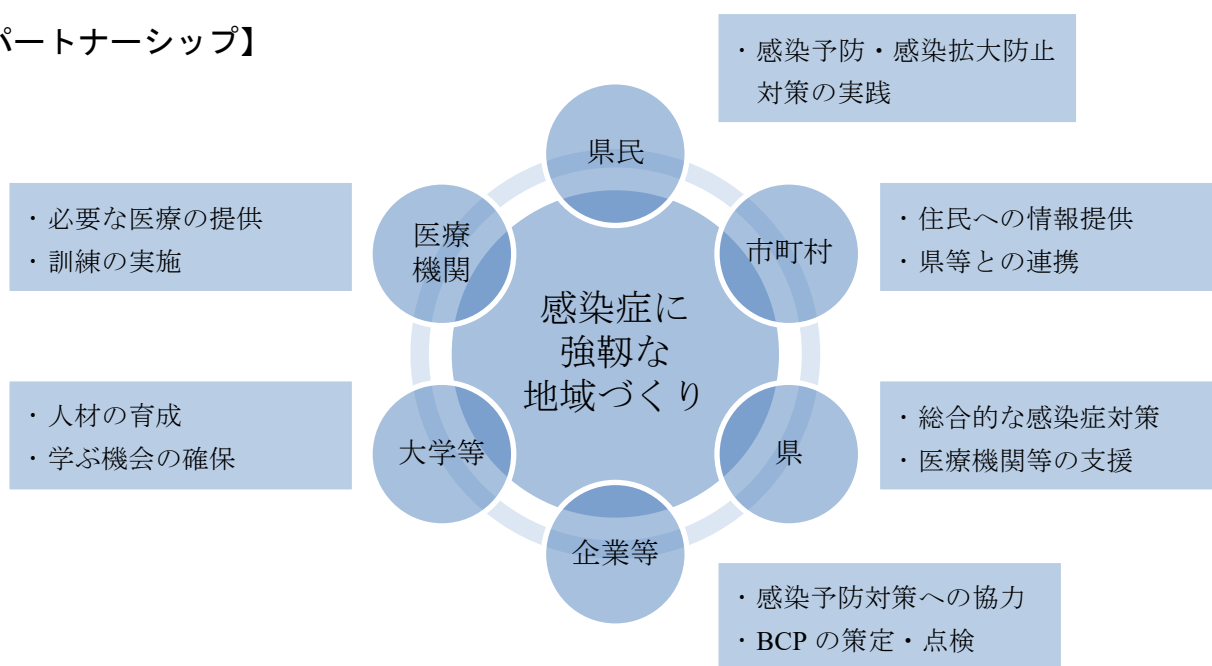 パートナーシップ】
・感染予防・感染拡大防止
対策の実践
県民
・必要な医療の提供
・訓練の実施
医療
機関
市町村
・住民への情報提供
・県等との連携
感染症に
強靱な
地域づくり
・人材の育成
・学ぶ機会の確保
大学等
県
・総合的な感染症対策
・医療機関等の支援
企業等
・感染予防対策への協力
・BCP の策定・点検